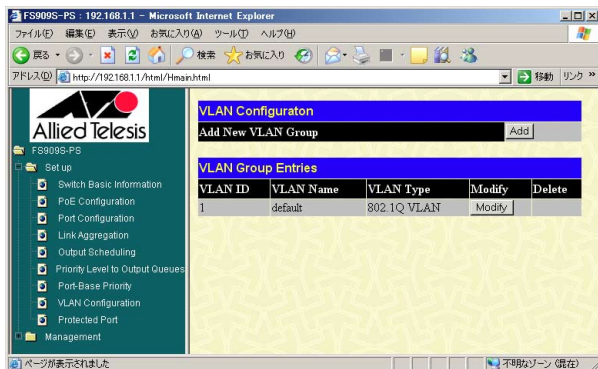 FS909S-PS : 192.168.1.1 - Microsoft Internet Explorer
ファイル(F) 編集(E) 表示(V) お気に入り(A) ツール(T) ヘルプ(H)
戻る 検索 お気に入り
アドレス(D) http://192.168.1.1/html/Hmain.html 移動 リンク »
Allied Telesis
FS909S-PS
Set up
Switch Basic Information
PoE Configuration
Port Configuration
Link Aggregation
Output Scheduling
Priority Level to Output Queues
Port-Base Priority
VLAN Configuration
Protected Port
Management
VLAN Configuraton
Add New VLAN Group Add
VLAN Group Entries
VLAN ID VLAN Name VLAN Type Modify Delete
1 default 802.1Q VLAN Modify
ページが表示されました 不明なゾーン (混在)